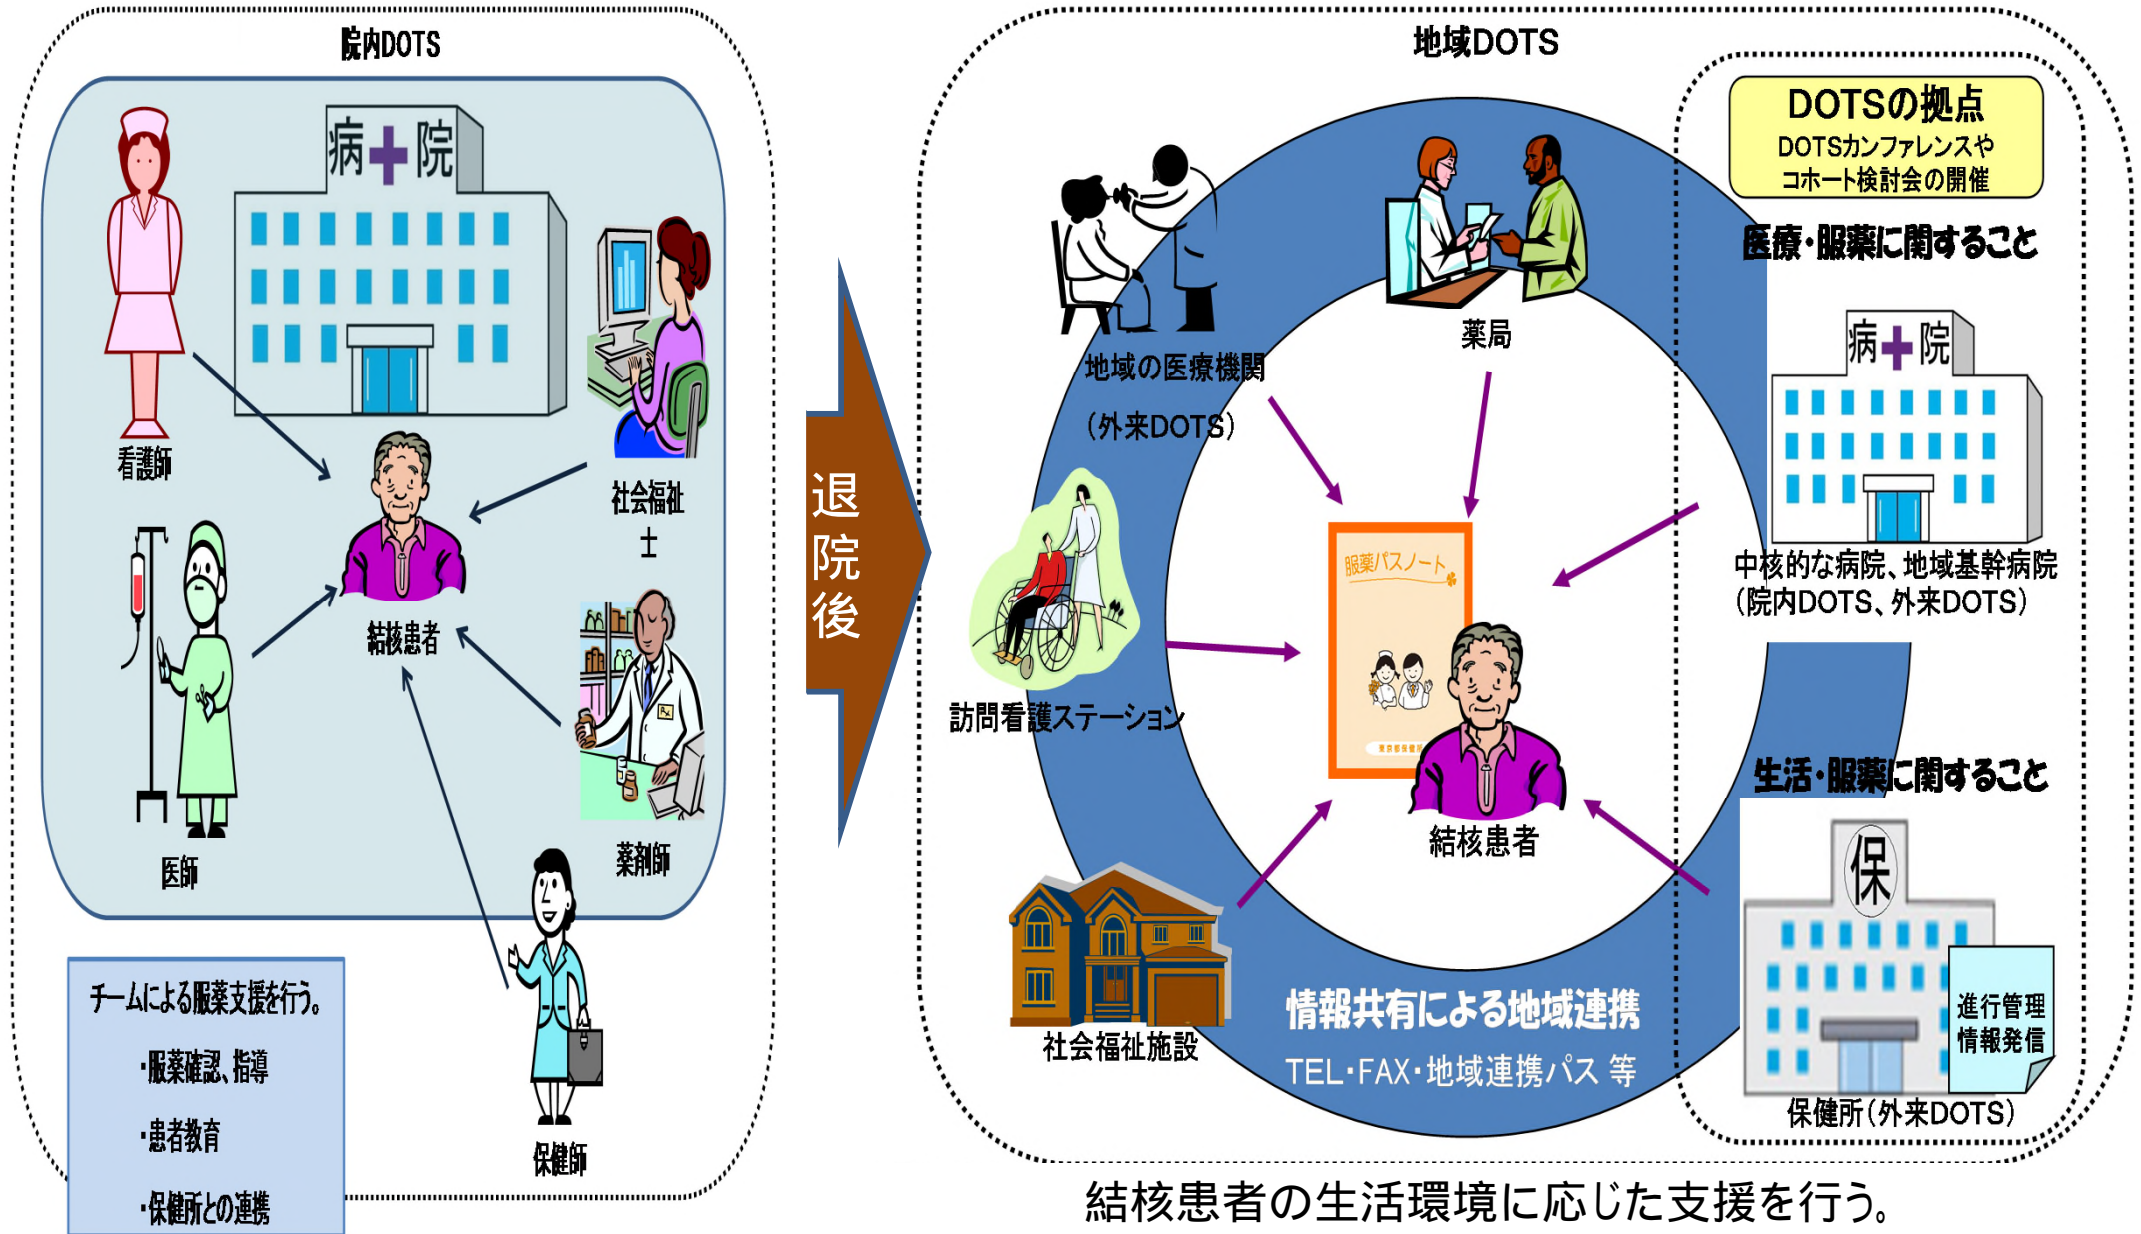 院内DOTS
病 院
看護師
社会福祉
士
結核患者
医師
薬剤師
保健師
チームによる服薬支援を行う。
・服薬確認、指導
・患者教育
・保健所との連携
退院後
地域DOTS
DOTSの拠点
DOTSカンファレンスや
コホート検討会の開催
医療・服薬に関すること
薬局
地域の医療機関
（外来DOTS）
病 院
中核的な病院、地域基幹病院
（院内DOTS、外来DOTS）
服薬パスノート
東京都保健所
訪問看護ステーション
結核患者
生活・服薬に関すること
保
進行管理
情報発信
保健所（外来DOTS）
社会福祉施設
情報共有による地域連携
TEL・FAX・地域連携パス 等
結核患者の生活環境に応じた支援を行う。